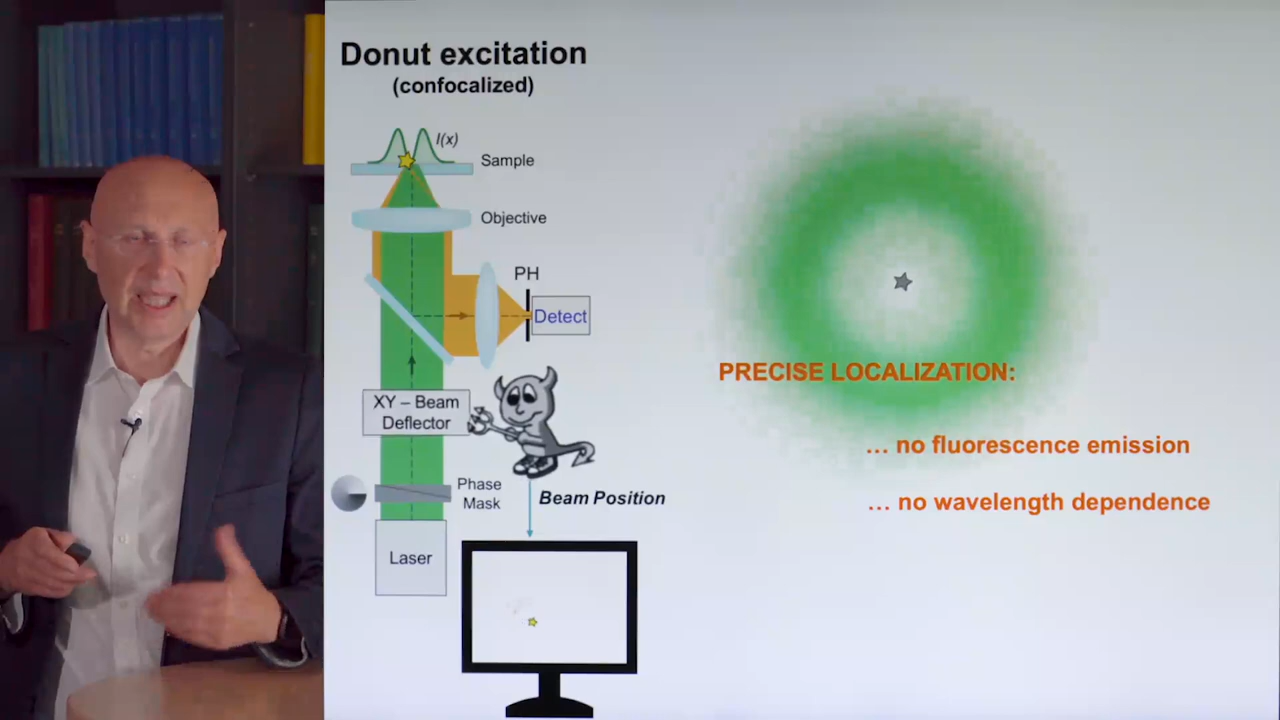 Donut excitation
(confocalized)
I(x)
Sample
Objective
PH
Detect
XY – Beam
Deflector
Phase
Mask
Beam Position
Laser
PRECISE LOCALIZATION:
... no fluorescence emission
... no wavelength dependence